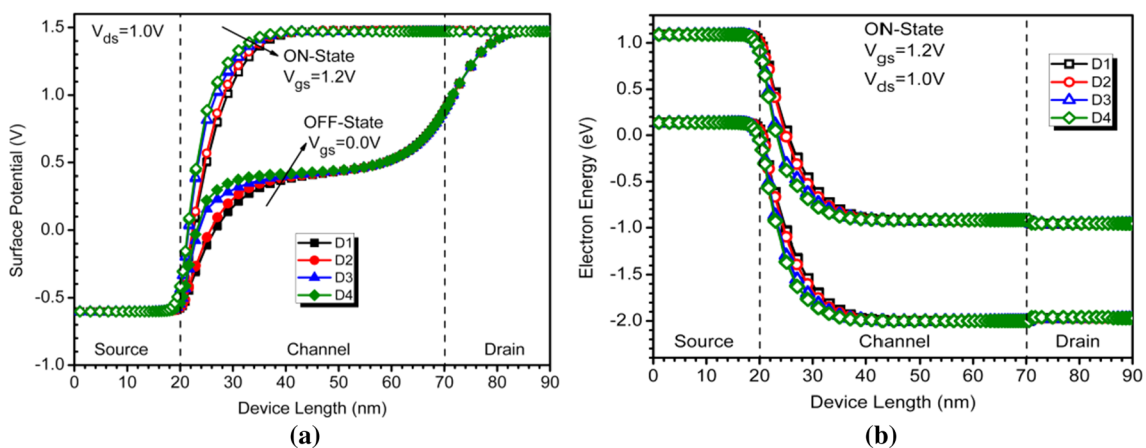 V_ds=1.0V
ON-State
V_gs=1.2V
OFF-State
V_gs=0.0V
D1
D2
D3
D4
Source
Channel
Drain
1.5
1.0
0.5
0.0
-0.5
-1.0
0 10 20 30 40 50 60 70 80 90
Surface Potential (V)
Device Length (nm)
(a)
ON-State
V_gs=1.2V
V_ds=1.0V
D1
D2
D3
D4
Source
Channel
Drain
1.0
0.5
0.0
-0.5
-1.0
-1.5
-2.0
0 10 20 30 40 50 60 70 80 90
Electron Energy (eV)
Device Length (nm)
(b)